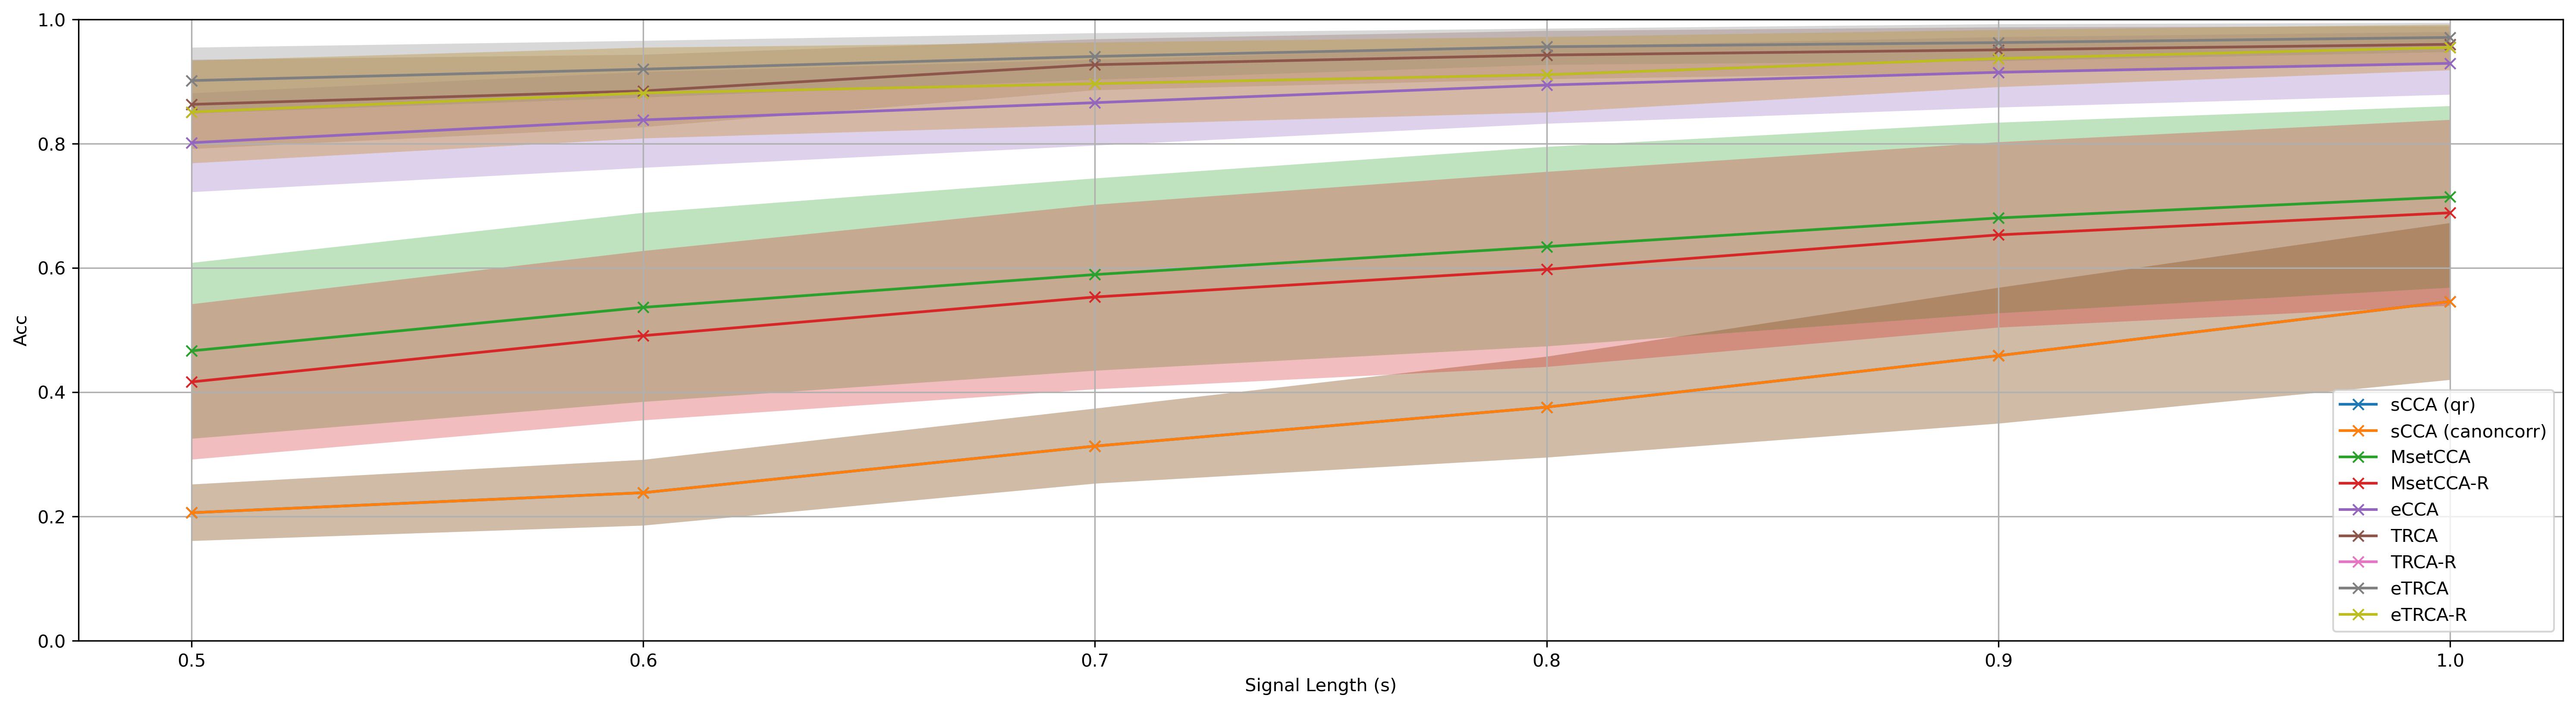 1.0
0.8
0.6
0.4
0.2
0.0
Acc
0.5 0.6 0.7 0.8 0.9 1.0
Signal Length (s)
sCCA (qr)
sCCA (canoncorr)
MsetCCA
MsetCCA-R
eCCA
TRCA
TRCA-R
eTRCA
eTRCA-R